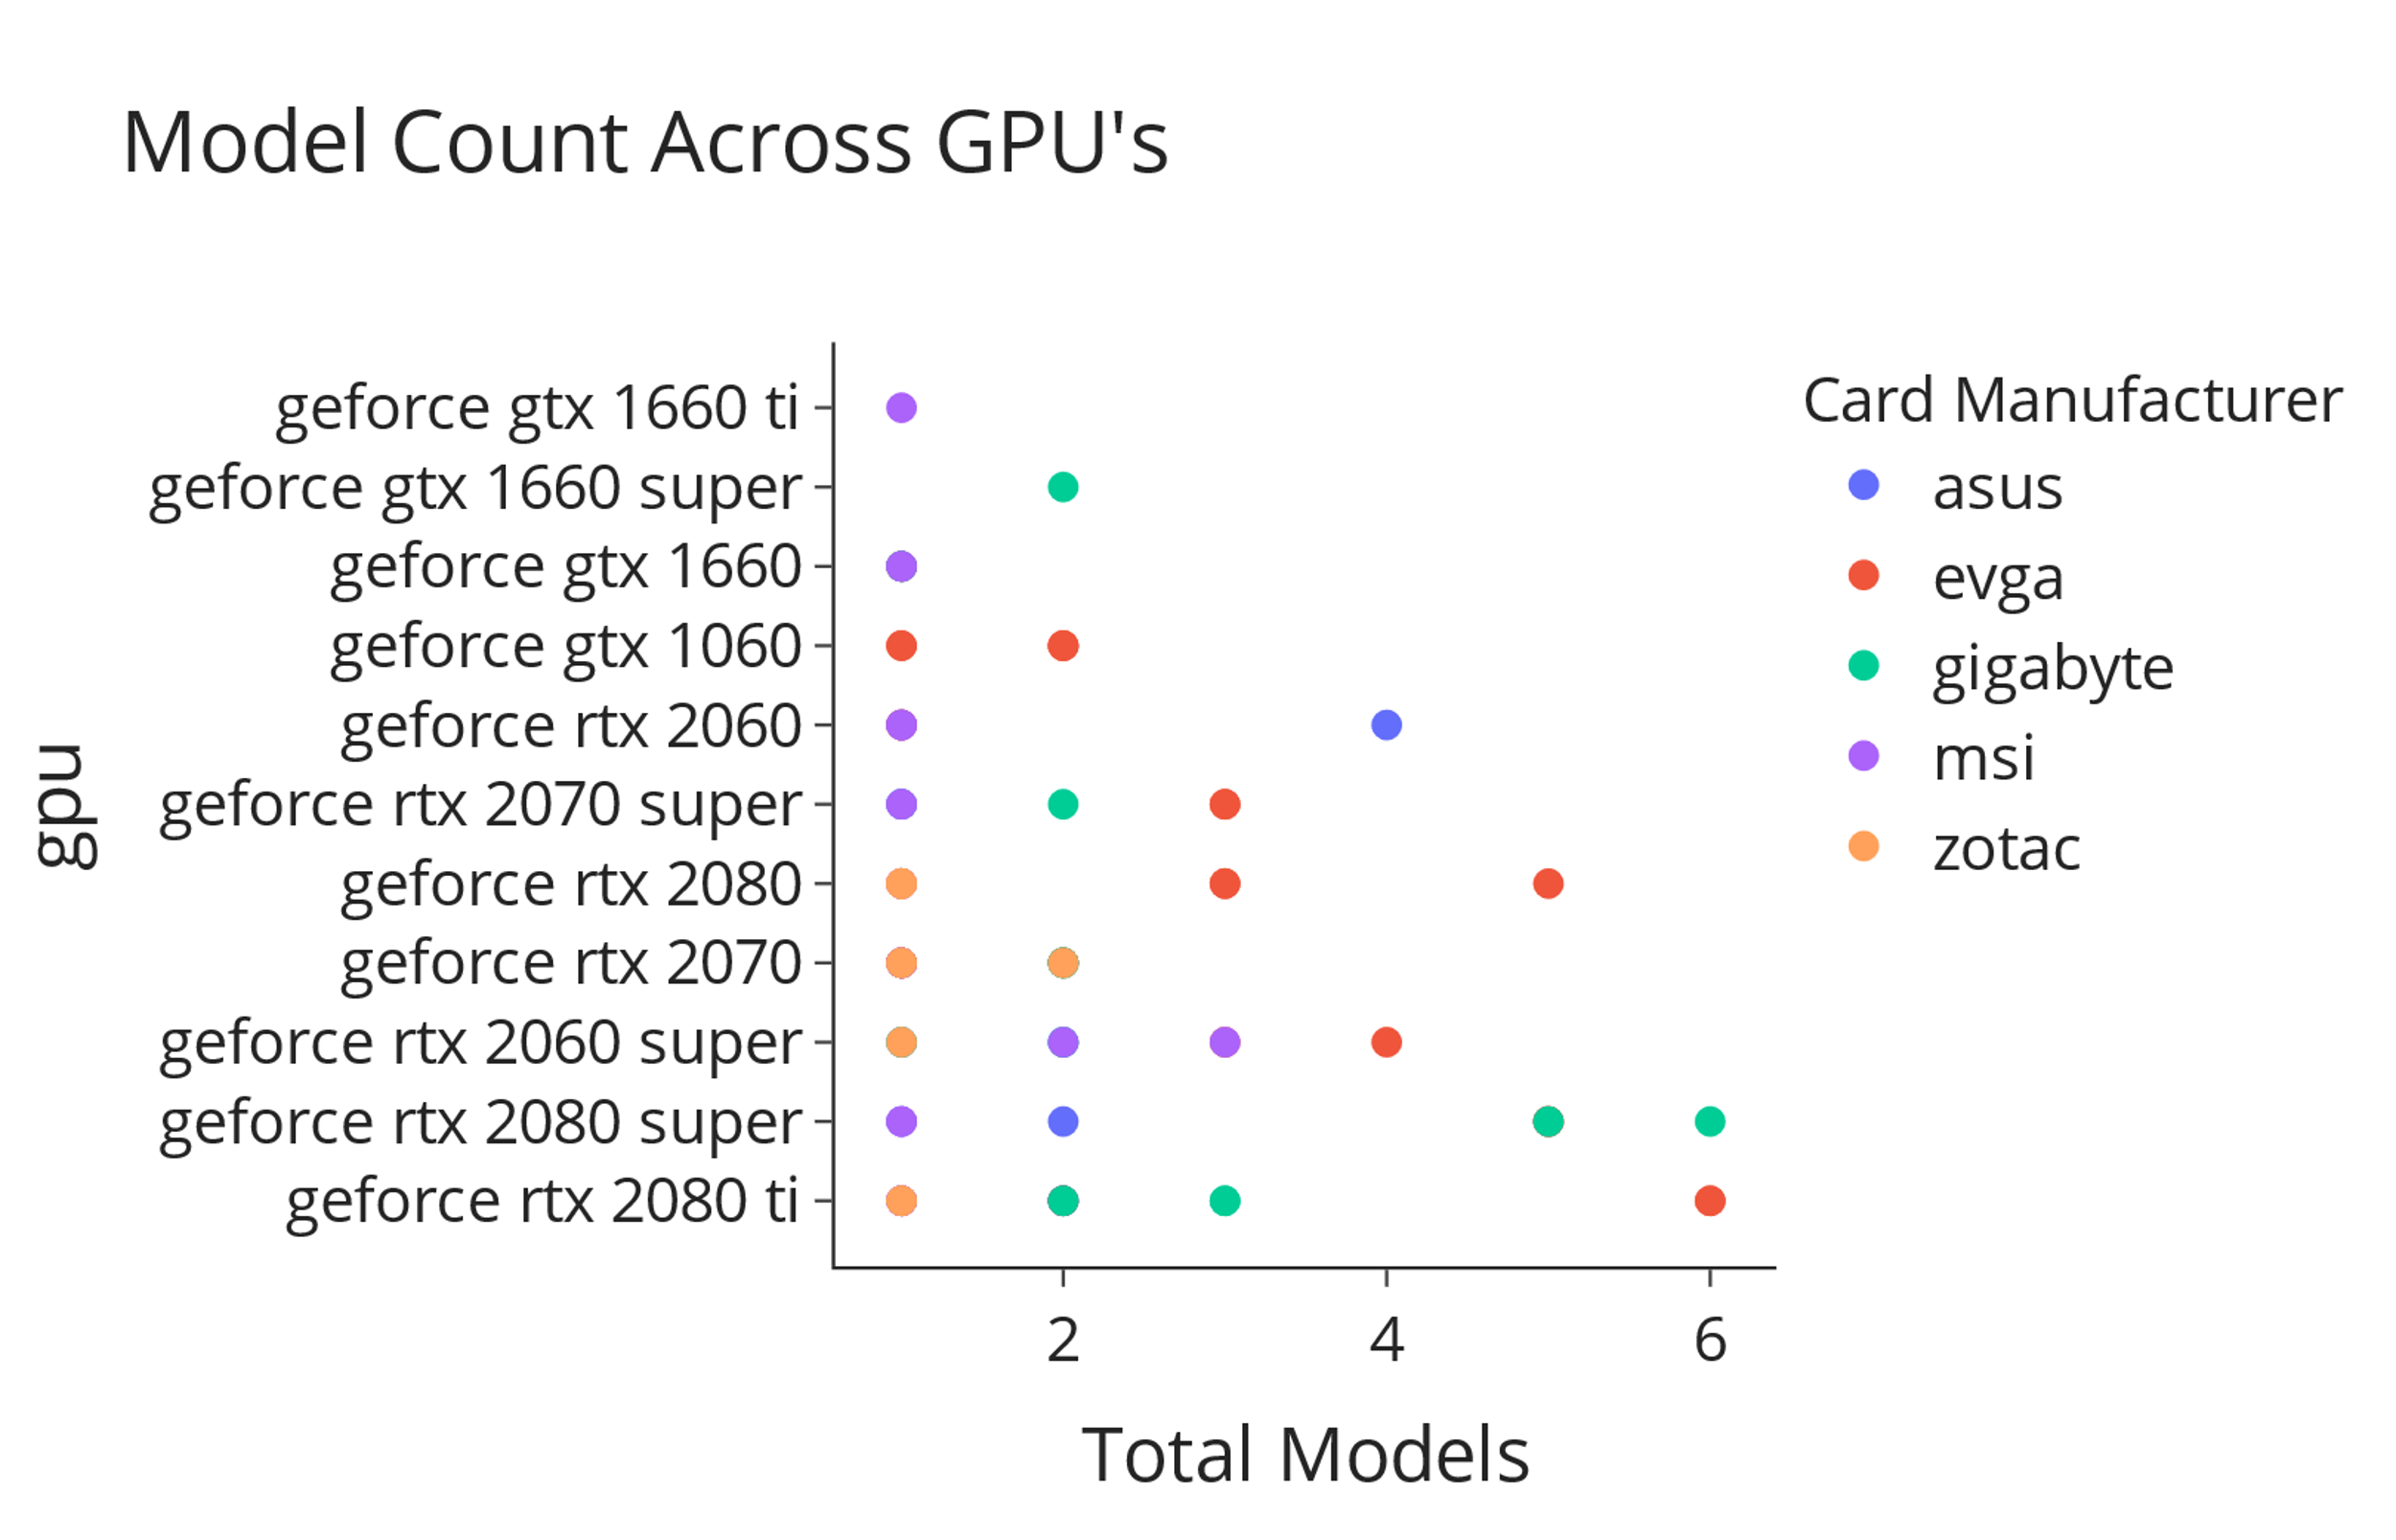 Model Count Across GPU's
geforce gtx 1660 ti
geforce gtx 1660 super
geforce gtx 1660
geforce gtx 1060
geforce rtx 2060
geforce rtx 2070 super
geforce rtx 2080
geforce rtx 2070
geforce rtx 2060 super
geforce rtx 2080 super
geforce rtx 2080 ti
gpu
2 4 6
Total Models
Card Manufacturer
asus
evga
gigabyte
msi
zotac